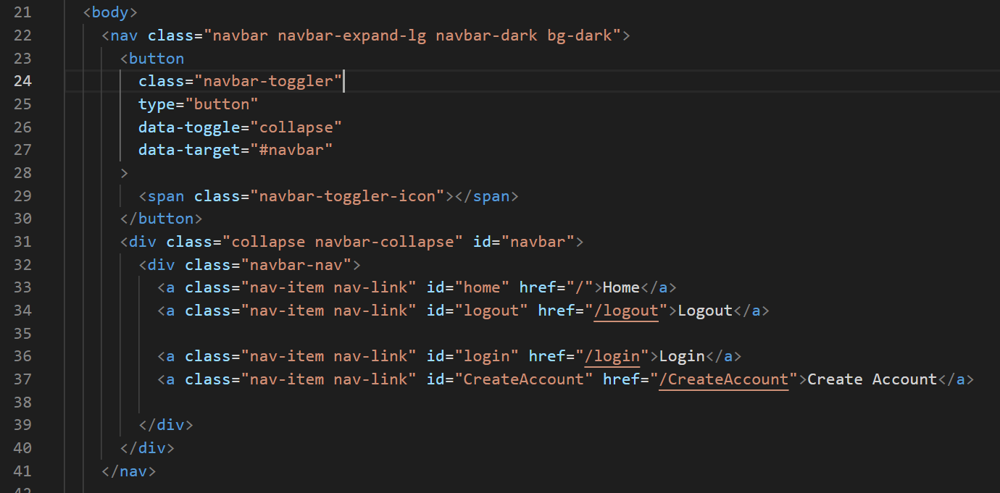 21 <body>
22 <nav class="navbar navbar-expand-lg navbar-dark bg-dark">
23 <button
24 class="navbar-toggler"
25 type="button"
26 data-toggle="collapse"
27 data-target="#navbar"
28 >
29 <span class="navbar-toggler-icon"></span>
30 </button>
31 <div class="collapse navbar-collapse" id="navbar">
32 <div class="navbar-nav">
33 <a class="nav-item nav-link" id="home" href="/">Home</a>
34 <a class="nav-item nav-link" id="logout" href="/logout">Logout</a>
35
36 <a class="nav-item nav-link" id="login" href="/login">Login</a>
37 <a class="nav-item nav-link" id="CreateAccount" href="/CreateAccount">Create Account</a>
38
39 </div>
40 </div>
41 </nav>
42